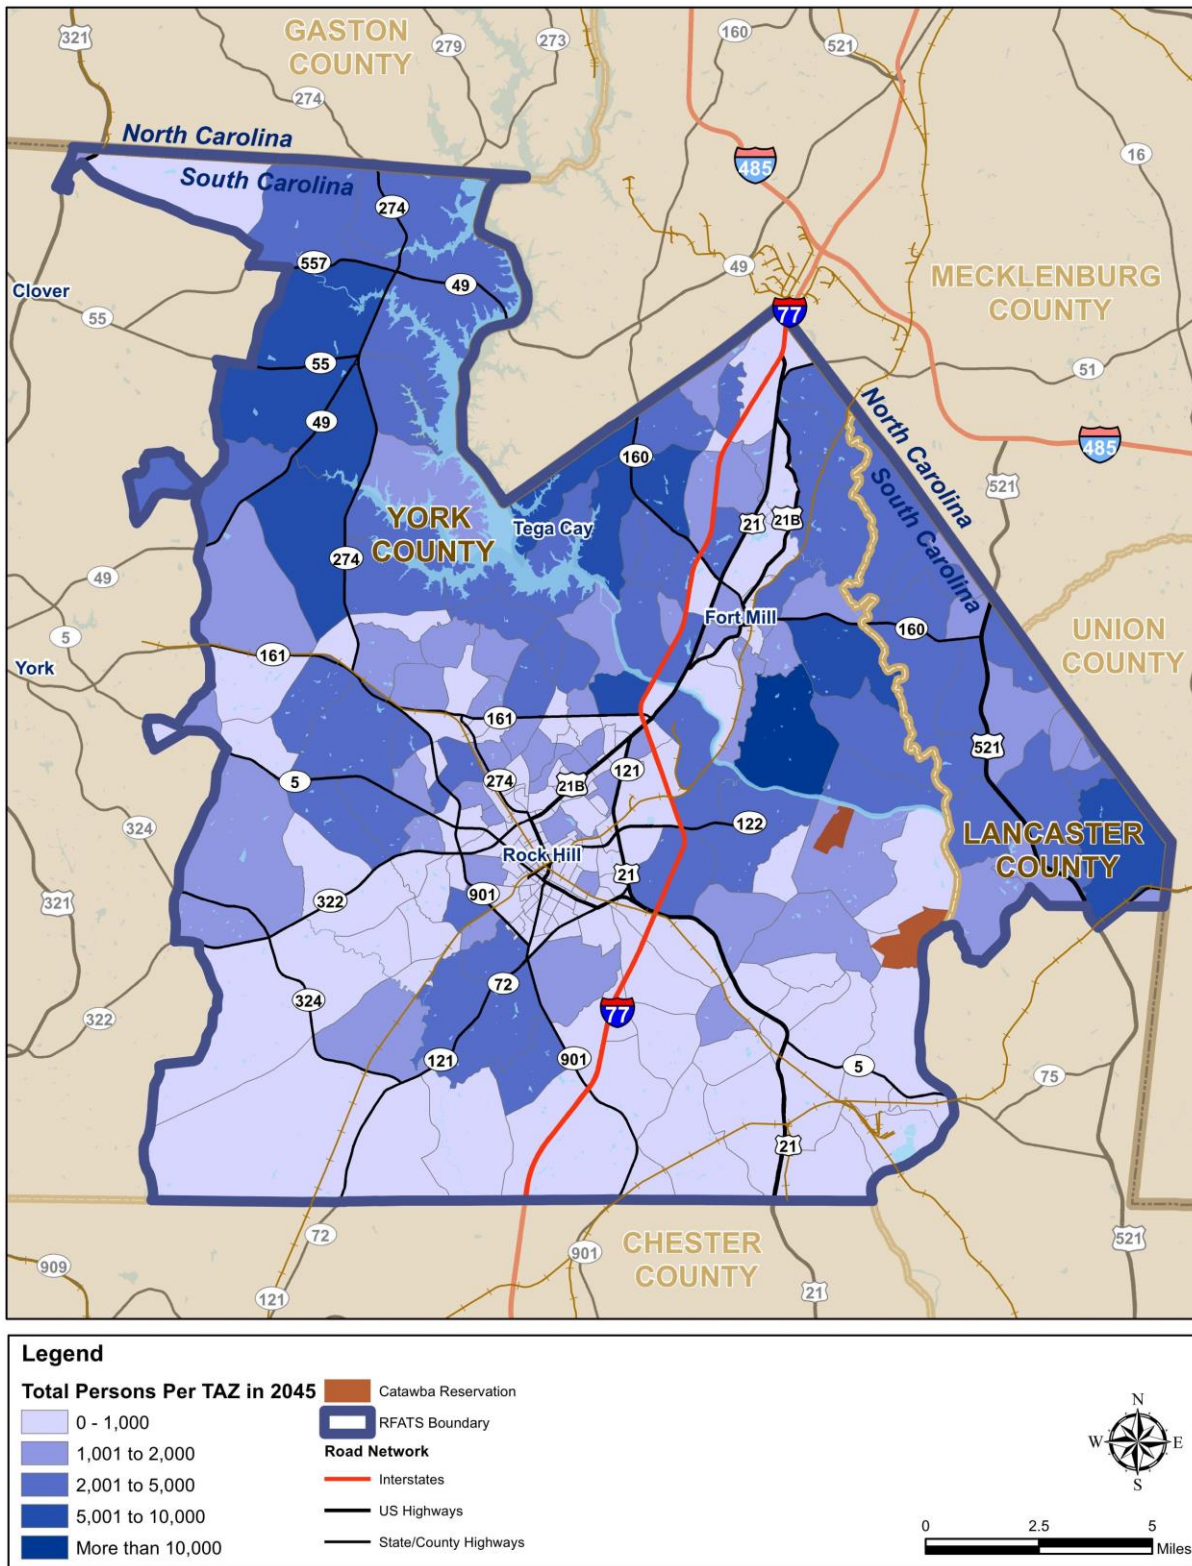 321
GASTON
COUNTY
279
273
160
521
274
North Carolina
South Carolina
485
16
274
557
49
49
MECKLENBURG
COUNTY
Clover
55
77
51
55
49
160
North Carolina
South Carolina
485
521
YORK
COUNTY
Tega Cay
21
21B
274
49
5
York
161
Fort Mill
160
UNION
COUNTY
161
521
5
274
21B
121
122
324
Rock Hill
LANCASTER
COUNTY
321
322
901
21
324
72
77
322
121
901
5
75
21
72
909
121
901
CHESTER
COUNTY
21
521
Legend
Total Persons Per TAZ in 2045
0 - 1,000
1,001 to 2,000
2,001 to 5,000
5,001 to 10,000
More than 10,000
Catawba Reservation
RFATS Boundary
Road Network
Interstates
US Highways
State/County Highways
N
W E
S
0 2.5 5
Miles